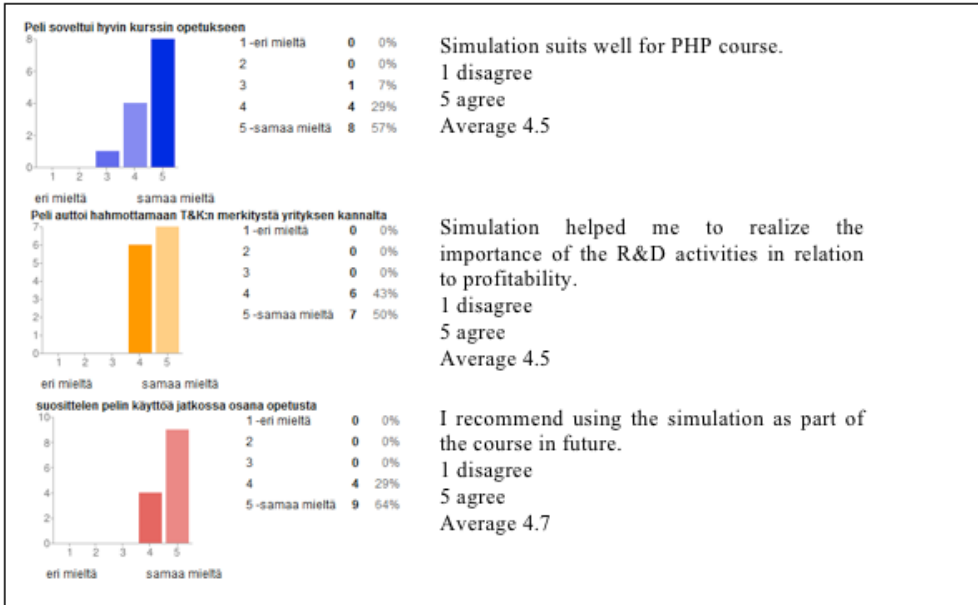 Peli soveltui hyvin kurssin opetukseen
8
6
4
2
0
1 2 3 4 5
eri mieltä samaa mieltä
1 -eri mieltä 0 0%
2 0 0%
3 1 7%
4 4 29%
5 -samaa mieltä 8 57%
Simulation suits well for PHP course.
1 disagree
5 agree
Average 4.5
Peli auttoi hahmottamaan T&K:n merkitystä yrityksen kannalta
7
6
5
4
3
2
1
0
1 2 3 4 5
eri mieltä samaa mieltä
1 -eri mieltä 0 0%
2 0 0%
3 0 0%
4 6 43%
5 -samaa mieltä 7 50%
Simulation helped me to realize the
importance of the R&D activities in relation
to profitability.
1 disagree
5 agree
Average 4.5
suosittelen pelin käyttöä jatkossa osana opetusta
10
8
6
4
2
0
1 2 3 4 5
eri mieltä samaa mieltä
1 -eri mieltä 0 0%
2 0 0%
3 0 0%
4 4 29%
5 -samaa mieltä 9 64%
I recommend using the simulation as part of
the course in future.
1 disagree
5 agree
Average 4.7